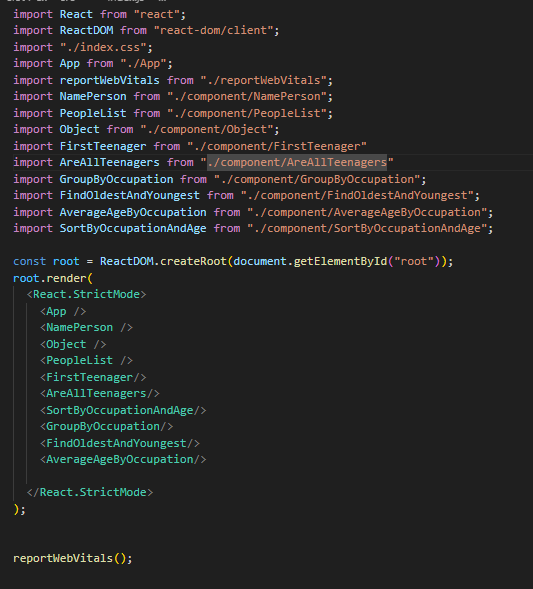 import React from "react";
import ReactDOM from "react-dom/client";
import "./index.css";
import App from "./App";
import reportWebVitals from "./reportWebVitals";
import NamePerson from "./component/NamePerson";
import PeopleList from "./component/PeopleList";
import Object from "./component/Object";
import FirstTeenager from "./component/FirstTeenager"
import AreAllTeenagers from "./component/AreAllTeenagers"
import GroupByOccupation from "./component/GroupByOccupation";
import FindOldestAndYoungest from "./component/FindOldestAndYoungest";
import AverageAgeByOccupation from "./component/AverageAgeByOccupation";
import SortByOccupationAndAge from "./component/SortByOccupationAndAge";
const root = ReactDOM.createRoot(document.getElementById("root"));
root.render(
<React.StrictMode>
<App />
<NamePerson />
<Object />
<PeopleList />
<FirstTeenager/>
<AreAllTeenagers/>
<SortByOccupationAndAge/>
<GroupByOccupation/>
<FindOldestAndYoungest/>
<AverageAgeByOccupation/>
</React.StrictMode>
);
reportWebVitals();